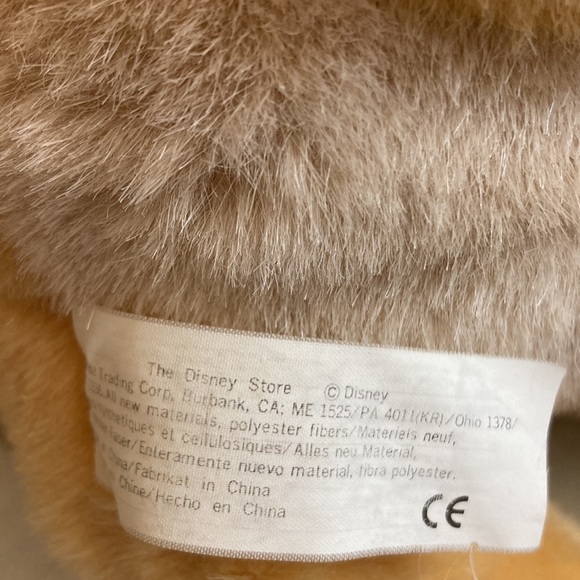 The Disney Store © Disney
Trading Corp, Burbank, CA; ME 1525/PA 4011(KR)/Ohio 1378/
All new materials, polyester fibers/Materiels neuf,
et cellulosiques/Alles neu Material,
Enteramente nuevo material, fibra polyester.
Fabrikat in China
Chine/Hecho en China
CE